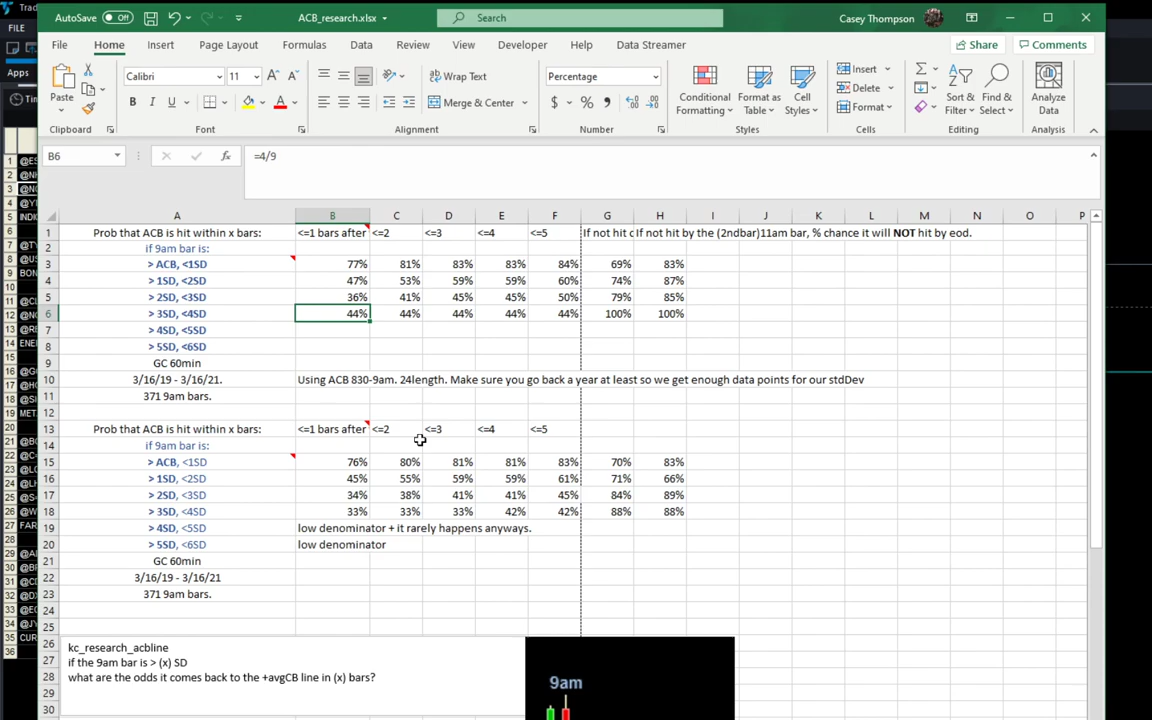 Trad
AutoSave Off ACB_research.xlsx Search Casey Thompson
FILE
File Home Insert Page Layout Formulas Data Review View Developer Help Data Streamer Share Comments
Apps
Paste Calibri 11 Wrap Text Percentage Conditional Formatting Format as Table Cell Styles Insert Sort & Filter Find & Select Analyze Data
B I U A Merge & Center $ % Delete
Format
Clipboard Font Alignment Number Styles Cells Editing Analysis
B6 fx =4/9
A B C D E F G H I J K L M N O P
1 Prob that ACB is hit within x bars: <=1 bars after <=2 <=3 <=4 <=5 If not hit If not hit by the (2ndbar)11am bar, % chance it will NOT hit by eod.
2 if 9am bar is:
3 > ACB, <1SD 77% 81% 83% 83% 84% 69% 83%
4 > 1SD, <2SD 47% 53% 59% 59% 60% 74% 87%
5 > 2SD, <3SD 36% 41% 45% 45% 50% 79% 85%
6 > 3SD, <4SD 44% 44% 44% 44% 44% 100% 100%
7 > 4SD, <5SD
8 > 5SD, <6SD
9 GC 60min
10 3/16/19 - 3/16/21. Using ACB 830-9am. 24length. Make sure you go back a year at least so we get enough data points for our stdDev
11 371 9am bars.
12
13 Prob that ACB is hit within x bars: <=1 bars after <=2 <=3 <=4 <=5
14 if 9am bar is:
15 > ACB, <1SD 76% 80% 81% 81% 83% 70% 83%
16 > 1SD, <2SD 45% 55% 59% 59% 61% 71% 66%
17 > 2SD, <3SD 34% 38% 41% 41% 45% 84% 89%
18 > 3SD, <4SD 33% 33% 33% 42% 42% 88% 88%
19 > 4SD, <5SD low denominator + it rarely happens anyways.
20 > 5SD, <6SD low denominator
21 GC 60min
22 3/16/19 - 3/16/21
23 371 9am bars.
24
25
26 kc_research_acbline
27 if the 9am bar is > (x) SD
28 what are the odds it comes back to the +avgCB line in (x) bars?
29
30
9am